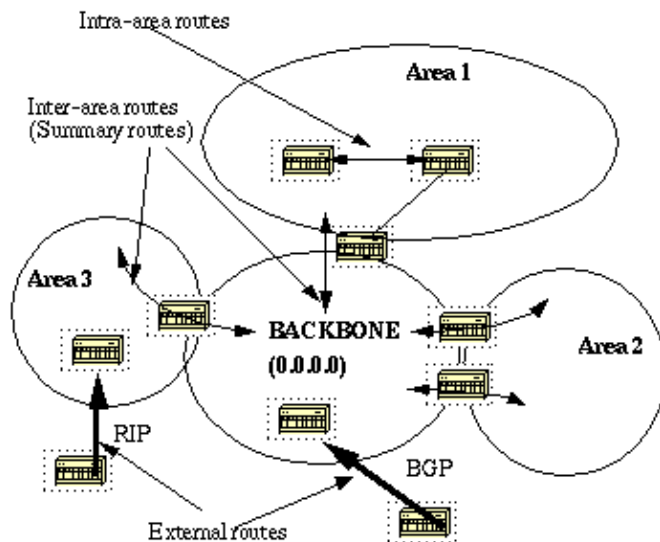 Intra-area routes
Area 1
Inter-area routes
(Summary routes)
Area 3
BACKBONE
(0.0.0.0)
Area 2
RIP
BGP
External routes